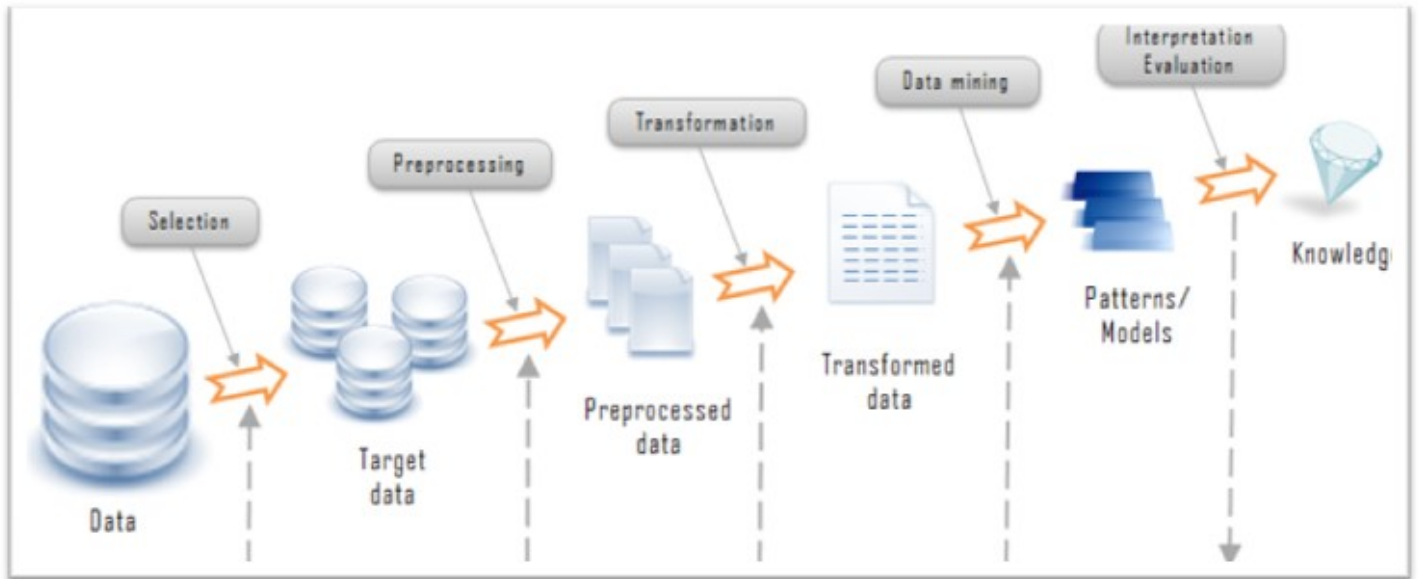 Interpretation
Evaluation
Data mining
Transformation
Preprocessing
Selection
Knowledg
Patterns/
Models
Transformed
data
Preprocessed
data
Target
data
Data